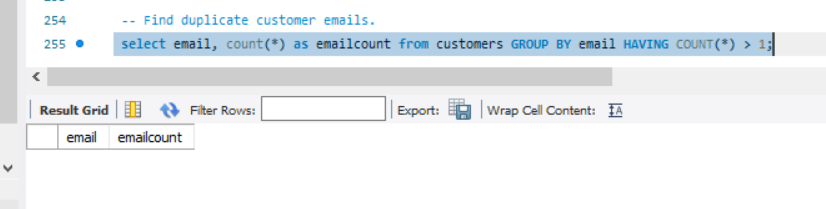 254 -- Find duplicate customer emails.
255 select email, count(*) as emailcount from customers GROUP BY email HAVING COUNT(*) > 1;
Result Grid Filter Rows: Export: Wrap Cell Content: IA
email emailcount